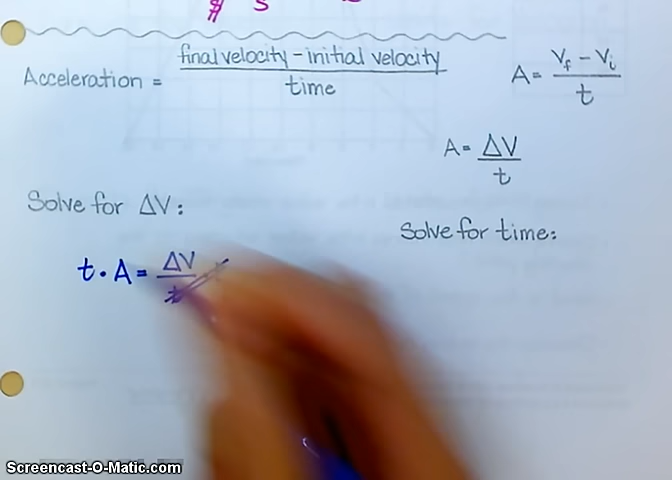 $ s
Acceleration = final velocity - initial velocity / time
A = Vf - Vi / t
A = ΔV / t
Solve for ΔV:
Solve for time:
t · A = ΔV / t
Screencast-O-Matic.com